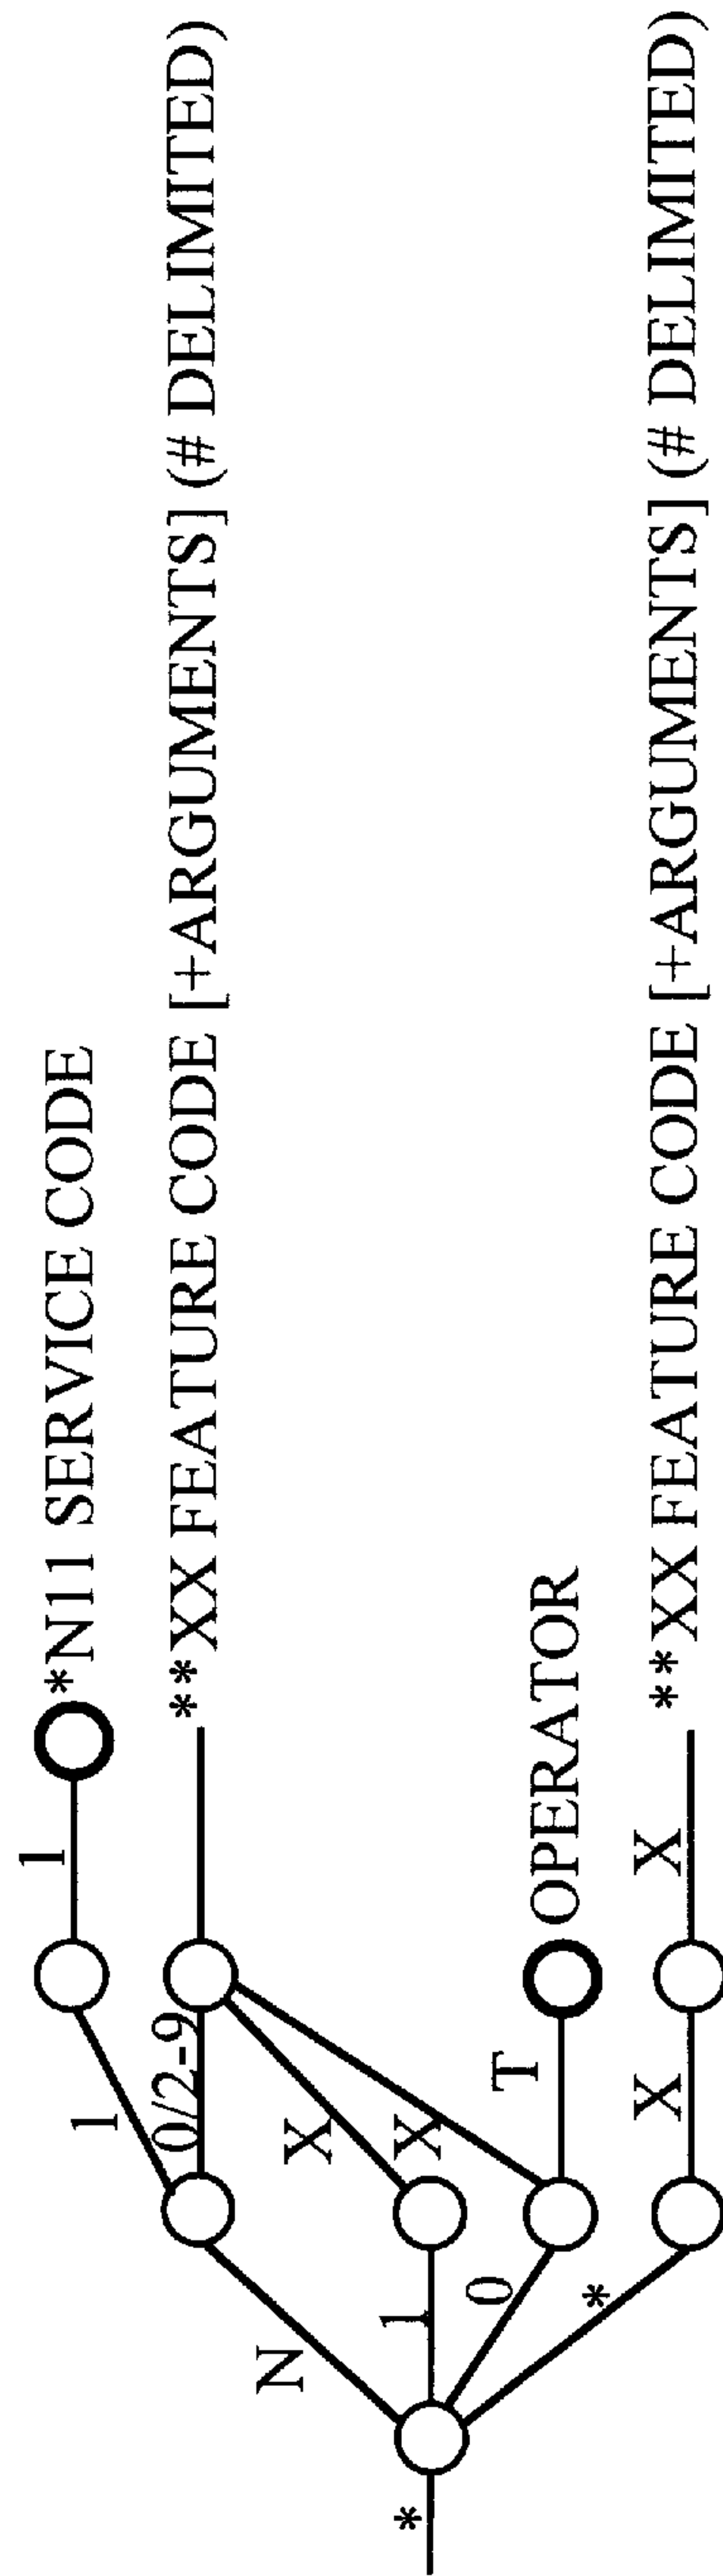 1
*N11 SERVICE CODE
1
0/2-9
**XX FEATURE CODE [+ARGUMENTS] (# DELIMITED)
N
X
*
1
X
0
T
OPERATOR
*
X
X
**XX FEATURE CODE [+ARGUMENTS] (# DELIMITED)